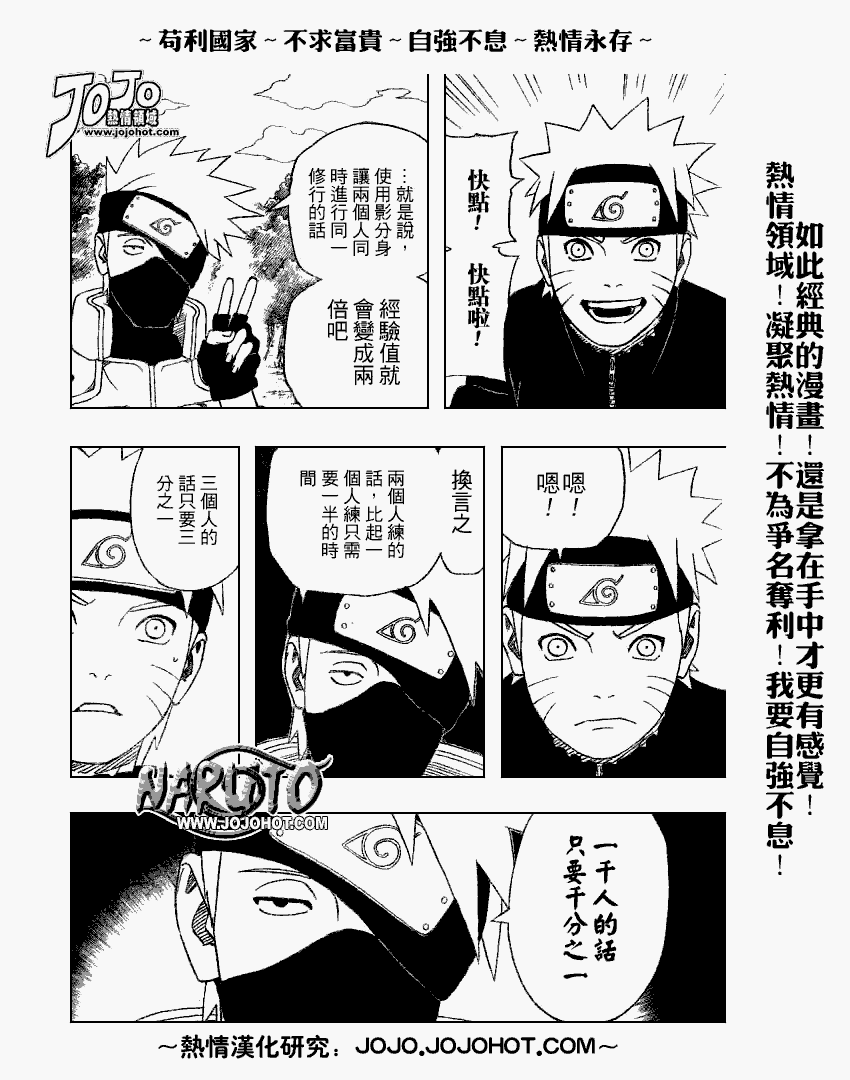 ~苟利國家~不求富貴~自強不息~熱情永存~
JOJO
熱情領域
www.jojohot.com
快點！
快點啦！
…就是說，
使用影分身
讓兩個人同
時進行同一
修行的話
經驗值就
會變成兩
倍吧
嗯！
嗯！
換言之
兩個人練的
話，比起一
個人練只需
要一半的時
間
三個人的
話只要三
分之一
NARUTO
WWW.JOJOHOT.COM
一千人的話
只要千分之一
如此經典的漫畫！還是拿在手中才更有感覺！
熱情領域！凝聚熱情！不為爭名奪利！我要自強不息！
~熱情漢化研究：JOJO.JOJOHOT.COM~